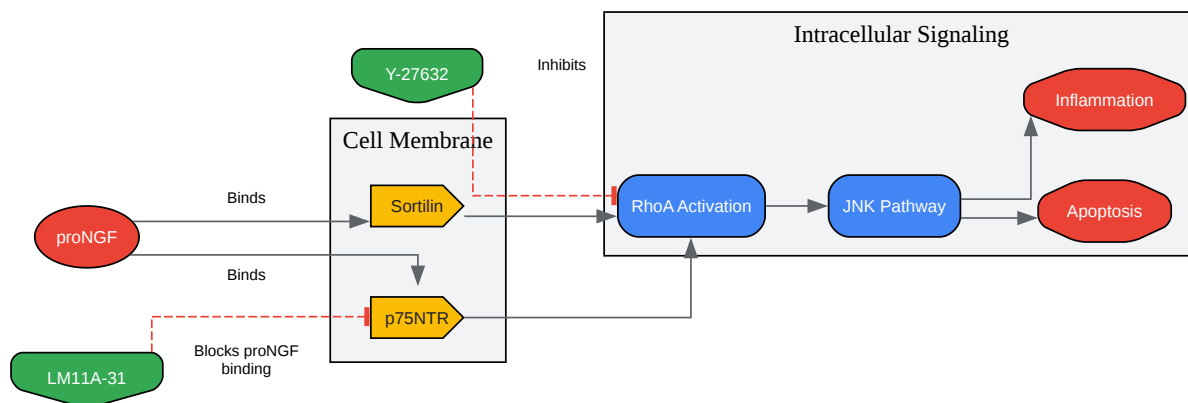 Intracellular Signaling
Y-27632
Inhibits
Inflammation
Cell Membrane
Binds
Sortilin
RhoA Activation
JNK Pathway
Apoptosis
proNGF
Binds
p75NTR
Blocks proNGF
binding
LM11A-31